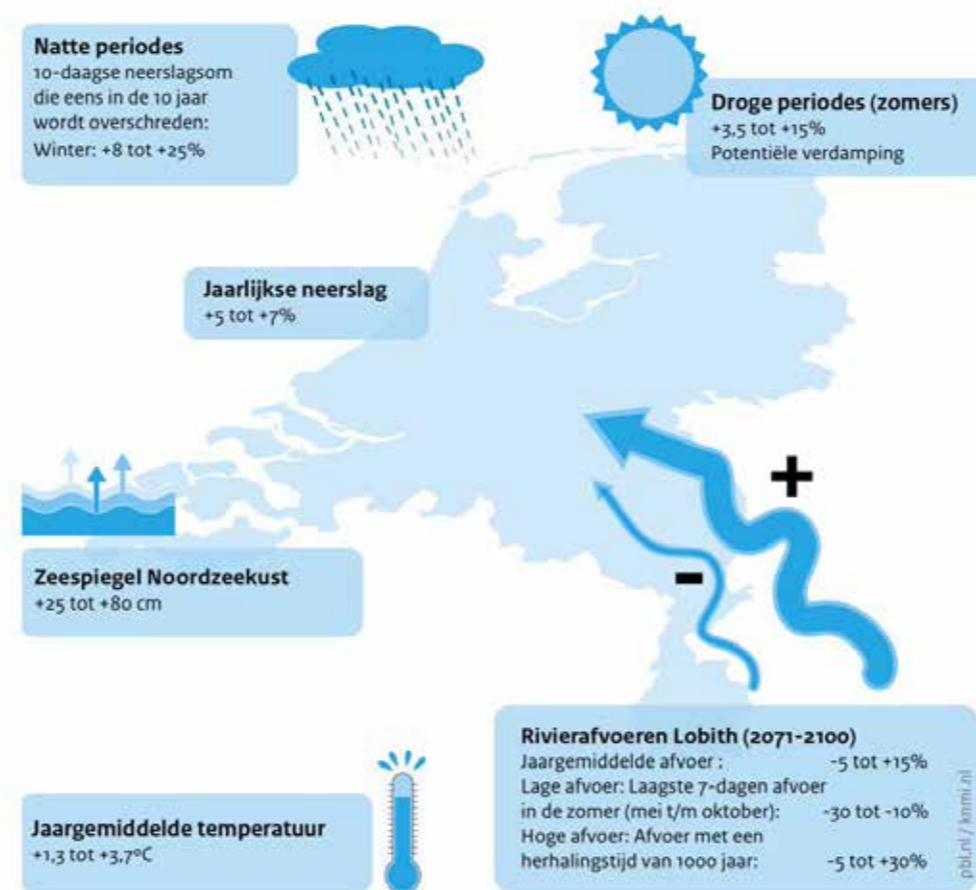 Natte periodes
10-daagse neerslagsom
die eens in de 10 jaar
wordt overschreden:
Winter: +8 tot +25%
Droge periodes (zomers)
+3,5 tot +15%
Potentiële verdamping
Jaarlijkse neerslag
+5 tot +7%
+
-
Zeespiegel Noordzeekust
+25 tot +80 cm
Jaargemiddelde temperatuur
+1,3 tot +3,7°C
Rivierafvoeren Lobith (2071-2100)
Jaargemiddelde afvoer : -5 tot +15%
Lage afvoer: Laagste 7-dagen afvoer
in de zomer (mei t/m oktober): -30 tot -10%
Hoge afvoer: Afvoer met een
herhalingstijd van 1000 jaar: -5 tot +30%
pbl.nl / knmi.nl